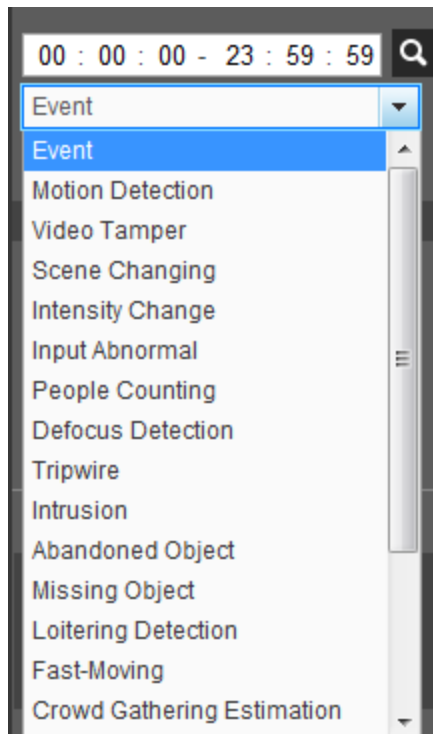 00 : 00 : 00 - 23 : 59 : 59
Event
Event
Motion Detection
Video Tamper
Scene Changing
Intensity Change
Input Abnormal
People Counting
Defocus Detection
Tripwire
Intrusion
Abandoned Object
Missing Object
Loitering Detection
Fast-Moving
Crowd Gathering Estimation